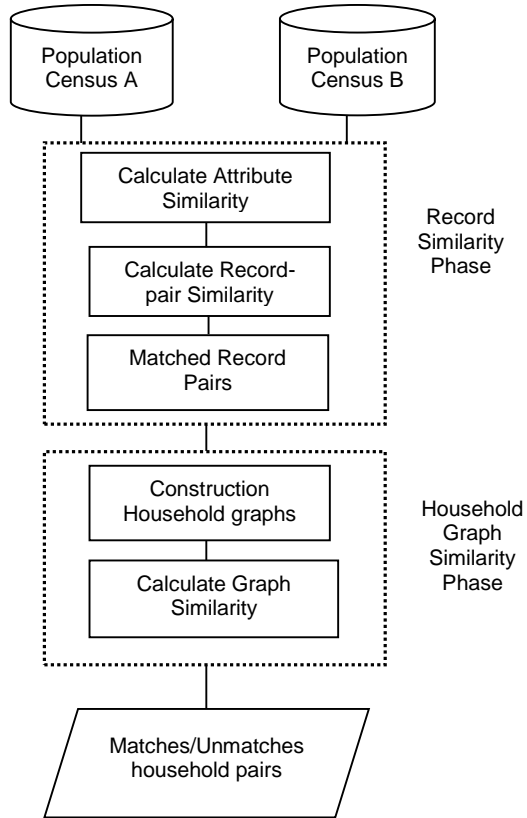 Population
Census A
Population
Census B
Calculate Attribute
Similarity
Calculate Record-
pair Similarity
Matched Record
Pairs
Record
Similarity
Phase
Construction
Household graphs
Calculate Graph
Similarity
Household
Graph
Similarity
Phase
Matches/Unmatches
household pairs